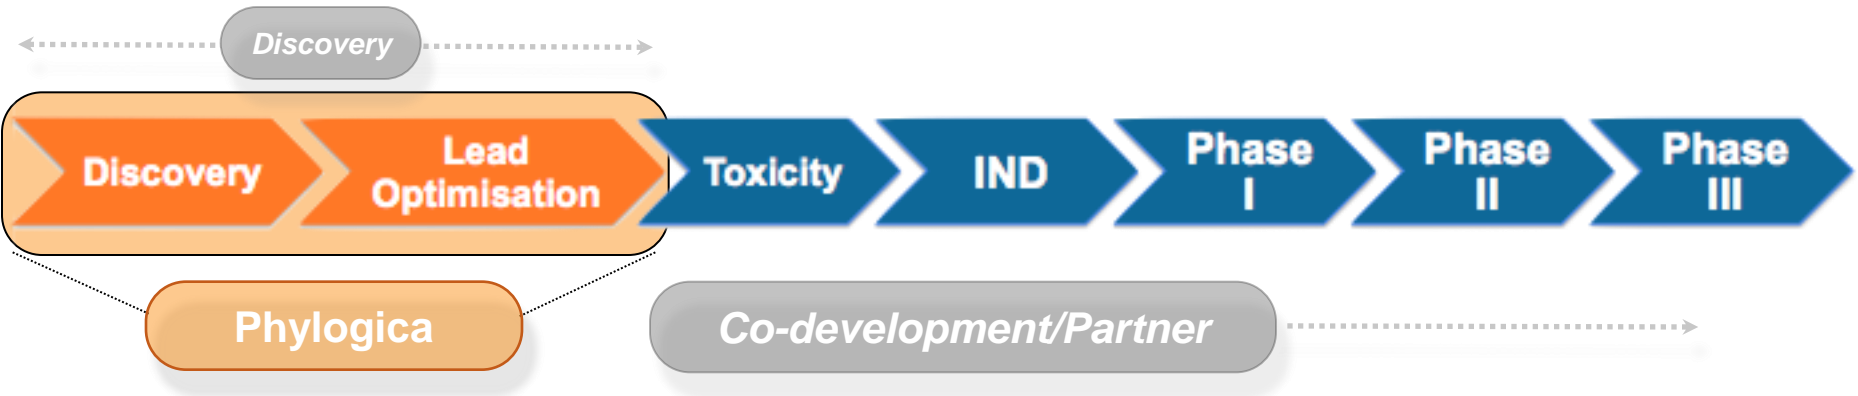 Discovery
Discovery
Lead
Optimisation
Toxicity
IND
Phase
I
Phase
II
Phase
III
Phylogica
Co-development/Partner